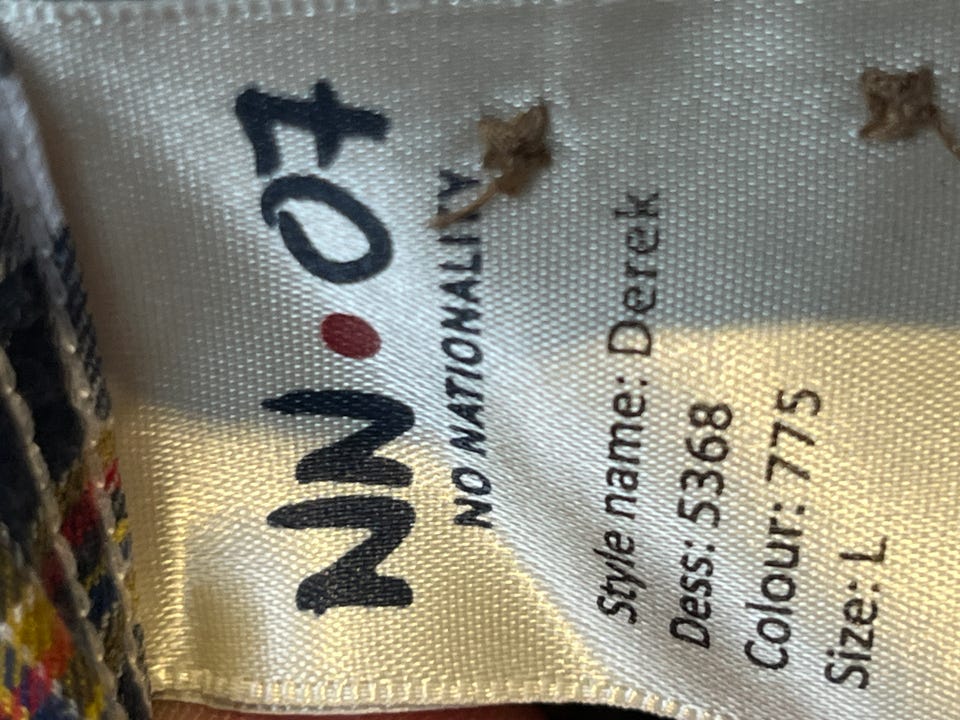 NN.07
NO NATIONALITY
Style name: Derek
Dess: 5368
Colour: 775
Size: L